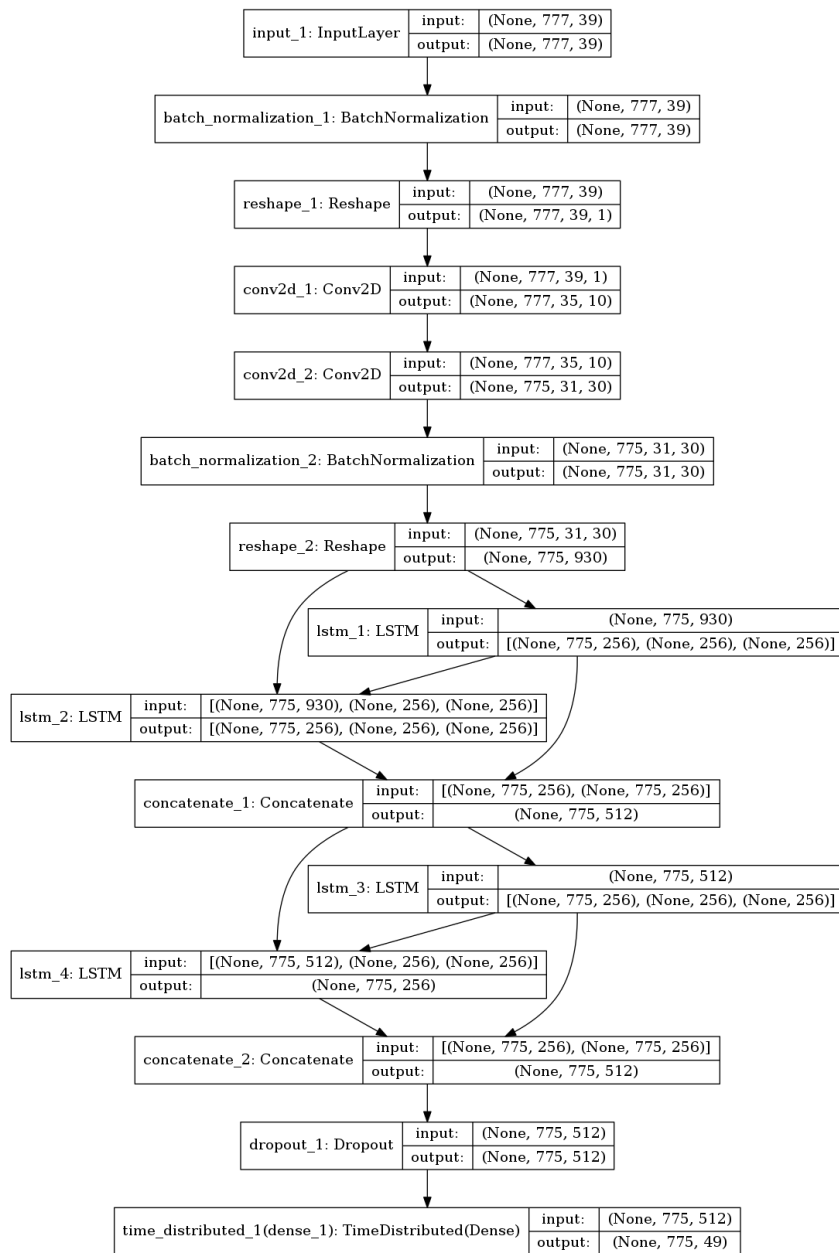 input_1: InputLayer
input: (None, 777, 39)
output: (None, 777, 39)
batch_normalization_1: BatchNormalization
input: (None, 777, 39)
output: (None, 777, 39)
reshape_1: Reshape
input: (None, 777, 39)
output: (None, 777, 39, 1)
conv2d_1: Conv2D
input: (None, 777, 39, 1)
output: (None, 777, 35, 10)
conv2d_2: Conv2D
input: (None, 777, 35, 10)
output: (None, 775, 31, 30)
batch_normalization_2: BatchNormalization
input: (None, 775, 31, 30)
output: (None, 775, 31, 30)
reshape_2: Reshape
input: (None, 775, 31, 30)
output: (None, 775, 930)
lstm_1: LSTM
input: (None, 775, 930)
output: [(None, 775, 256), (None, 256), (None, 256)]
lstm_2: LSTM
input: [(None, 775, 930), (None, 256), (None, 256)]
output: [(None, 775, 256), (None, 256), (None, 256)]
concatenate_1: Concatenate
input: [(None, 775, 256), (None, 775, 256)]
output: (None, 775, 512)
lstm_3: LSTM
input: (None, 775, 512)
output: [(None, 775, 256), (None, 256), (None, 256)]
lstm_4: LSTM
input: [(None, 775, 512), (None, 256), (None, 256)]
output: (None, 775, 256)
concatenate_2: Concatenate
input: [(None, 775, 256), (None, 775, 256)]
output: (None, 775, 512)
dropout_1: Dropout
input: (None, 775, 512)
output: (None, 775, 512)
time_distributed_1(dense_1): TimeDistributed(Dense)
input: (None, 775, 512)
output: (None, 775, 49)